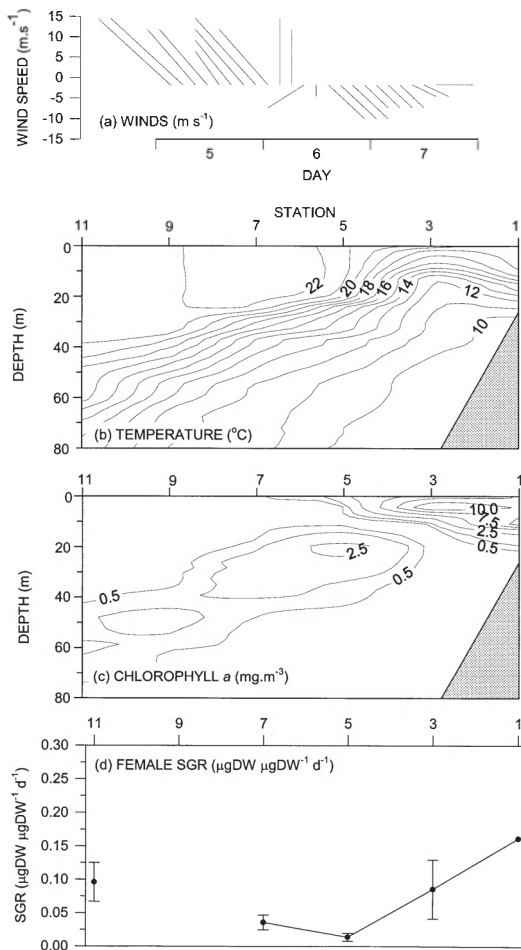 15
10
5
0
-5
-10
-15
WIND SPEED (m.s-1)
(a) WINDS (m s-1)
5 6 7
DAY
STATION
11 9 7 5 3 1
0
20
40
60
80
DEPTH (m)
22 20 18 16 14 12
10
(b) TEMPERATURE (oC)
11 9 7 5 3 1
0
20
40
60
80
DEPTH (m)
10.0
7.5
2.5
0.5
2.5
0.5
0.5
(c) CHLOROPHYLL a (mg.m-3)
11 9 7 5 3 1
0.30
0.25
0.20
0.15
0.10
0.05
0.00
SGR (µgDW µgDW-1 d-1)
(d) FEMALE SGR (µgDW µgDW-1 d-1)